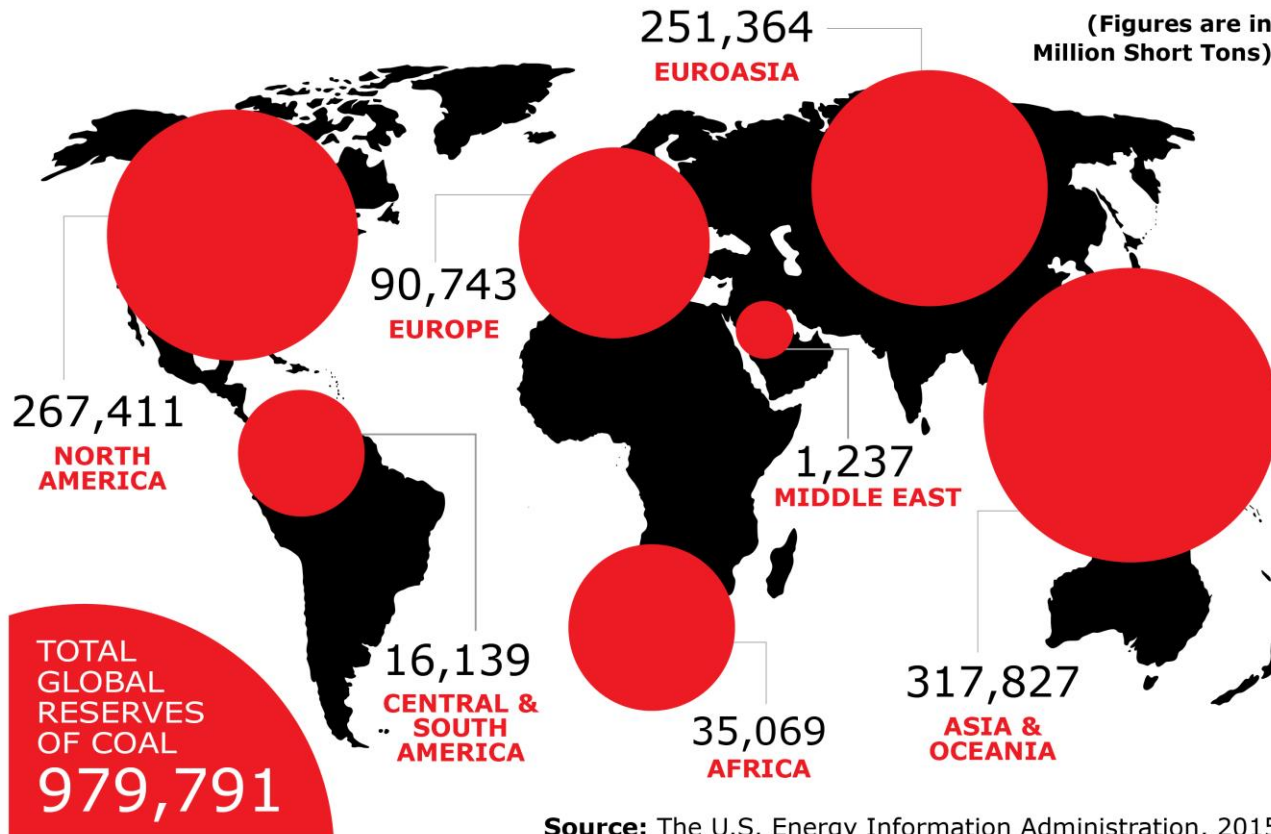 251,364
EUROASIA
(Figures are in
Million Short Tons)
90,743
EUROPE
267,411
NORTH
AMERICA
1,237
MIDDLE EAST
16,139
CENTRAL &
SOUTH
AMERICA
35,069
AFRICA
317,827
ASIA &
OCEANIA
TOTAL
GLOBAL
RESERVES
OF COAL
979,791
Source: The U.S. Energy Information Administration, 2015